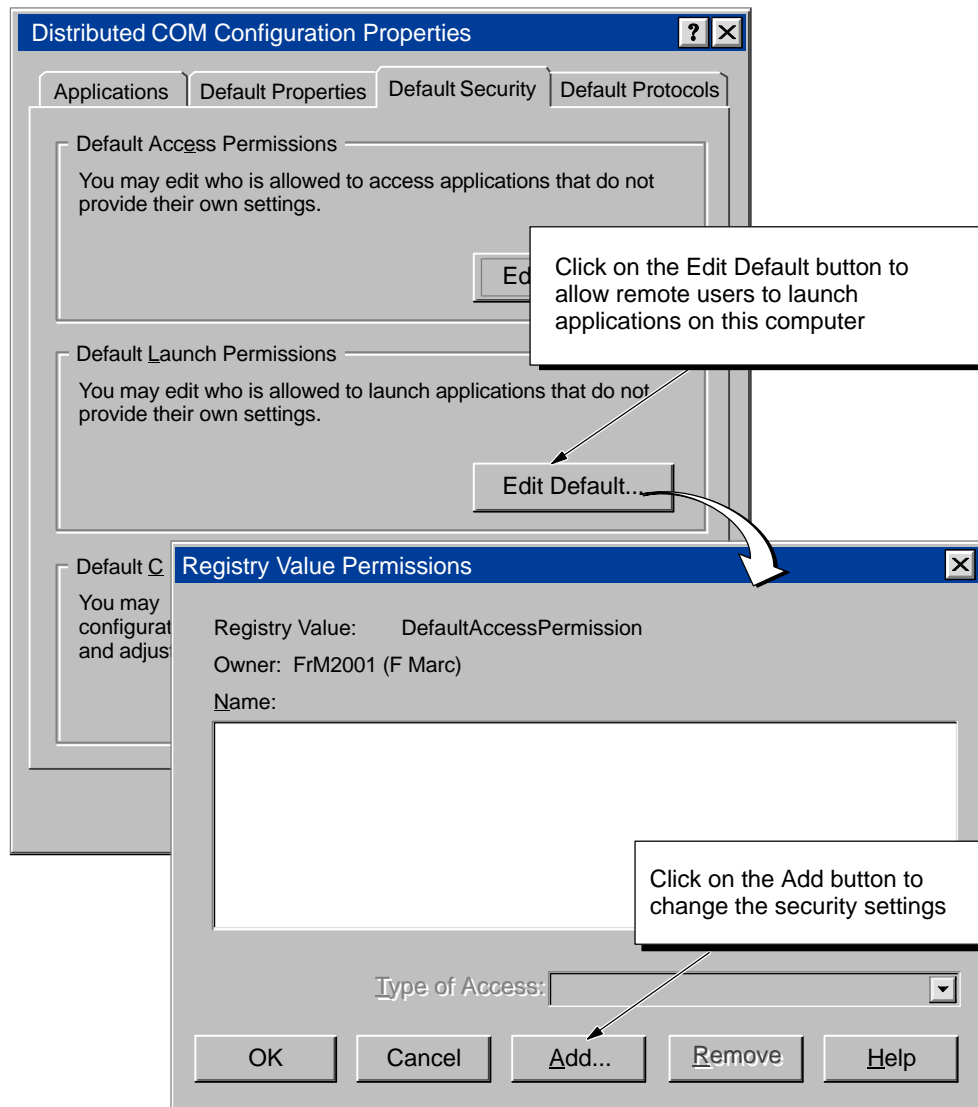 Distributed COM Configuration Properties
Applications
Default Properties
Default Security
Default Protocols
Default Access Permissions
You may edit who is allowed to access applications that do not
provide their own settings.
Click on the Edit Default button to
allow remote users to launch
applications on this computer
Default Launch Permissions
You may edit who is allowed to launch applications that do not
provide their own settings.
Edit Default...
Default C
You may
and adjus
Registry Value Permissions
Registry Value: DefaultAccessPermission
Owner: FrM2001 (F Marc)
Name:
Click on the Add button to
change the security settings
Type of Access:
OK
Cancel
Add...
Remove
Help